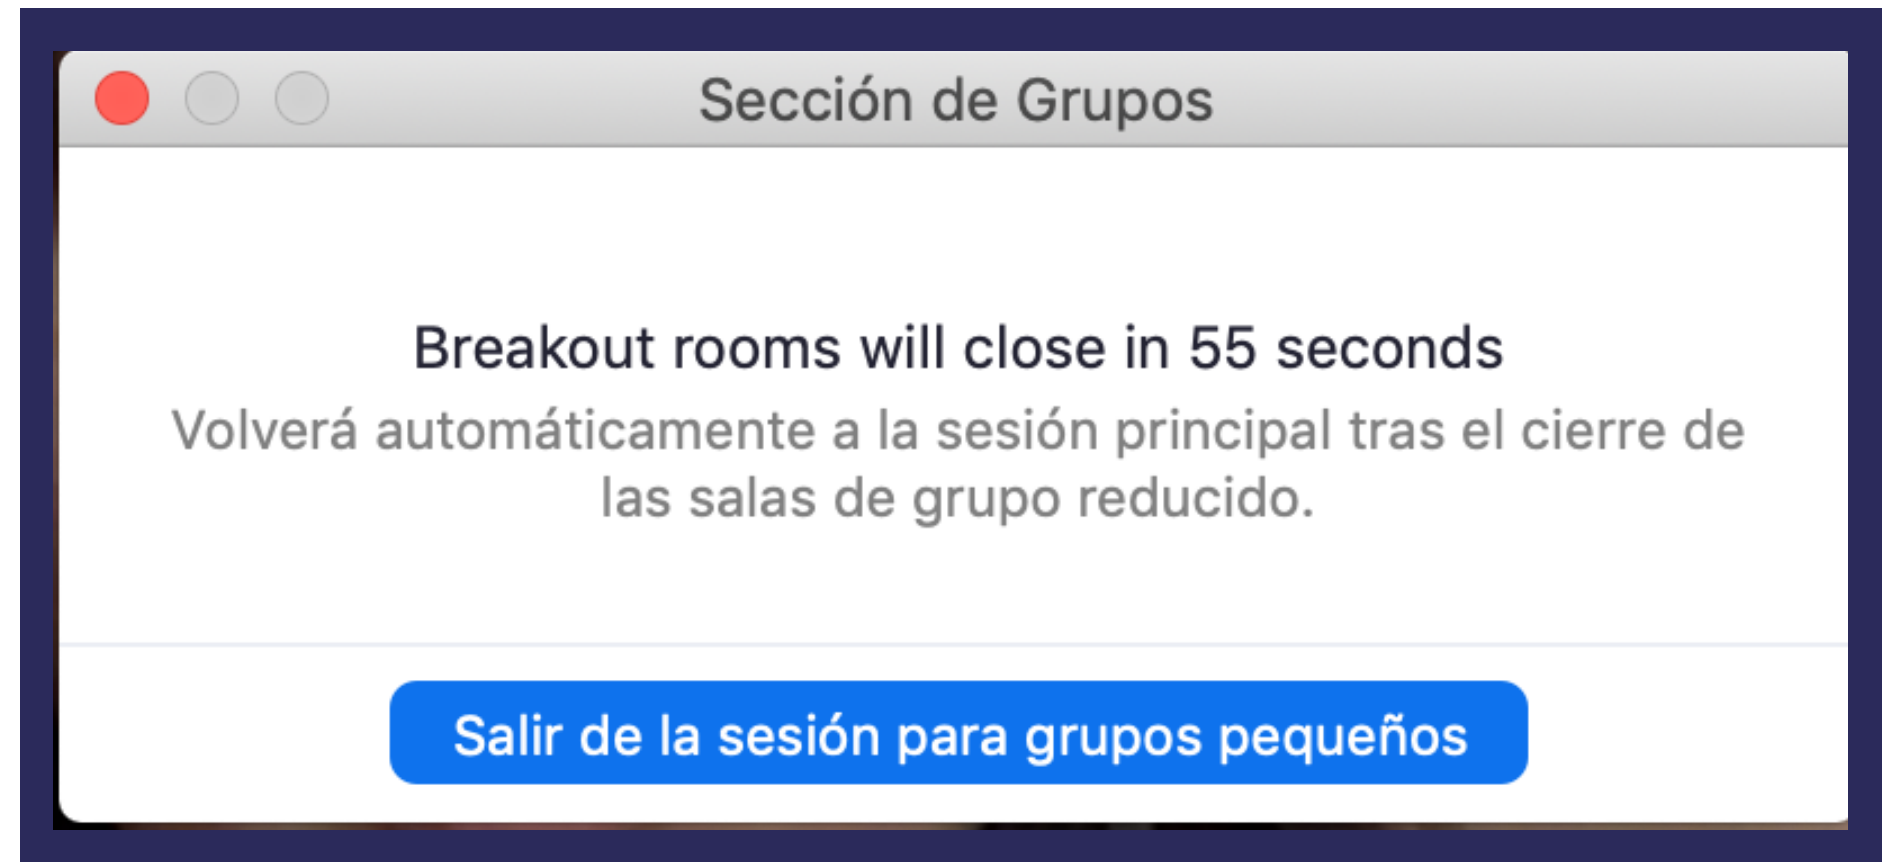 Sección de Grupos
Breakout rooms will close in 55 seconds
Volverá automáticamente a la sesión principal tras el cierre de
las salas de grupo reducido.
Salir de la sesión para grupos pequeños